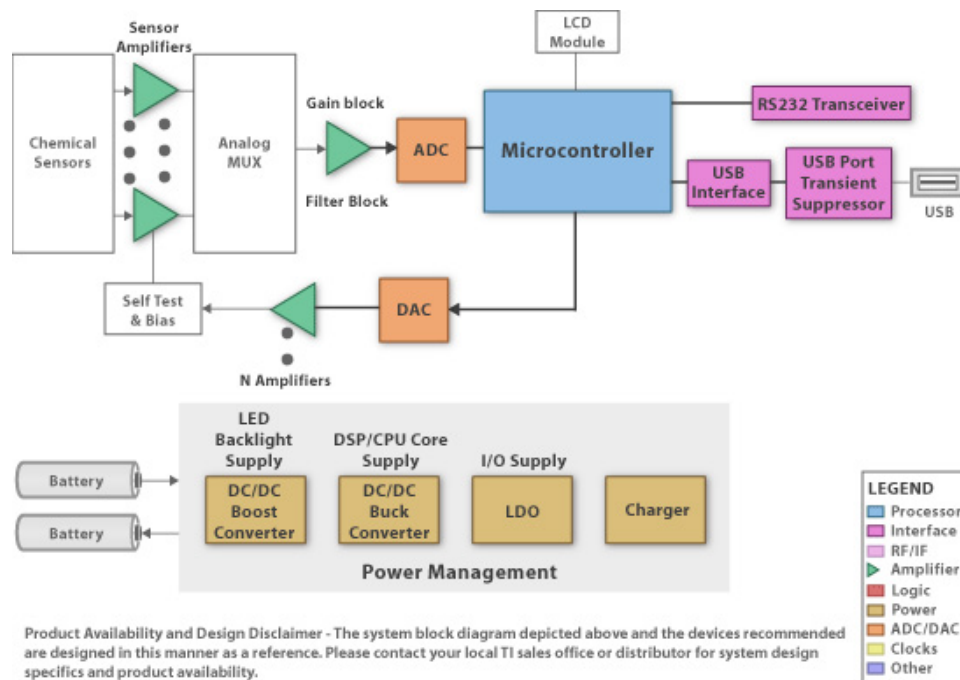 LCD
Module
Sensor
Amplifiers
Chemical
Sensors
Analog
MUX
Gain block
Filter Block
ADC
Microcontroller
RS232 Transceiver
USB
Interface
USB Port
Transient
Suppressor
USB
Self Test
& Bias
N Amplifiers
DAC
LED
Backlight
Supply
DC/DC
Boost
Converter
DSP/CPU Core
Supply
DC/DC
Buck
Converter
I/O Supply
LDO
Charger
Power Management
Battery
Battery
LEGEND
Processor
Interface
RF/IF
Amplifier
Logic
Power
ADC/DAC
Clocks
Other
Product Availability and Design Disclaimer - The system block diagram depicted above and the devices recommended
are designed in this manner as a reference. Please contact your local TI sales office or distributor for system design
specifics and product availability.